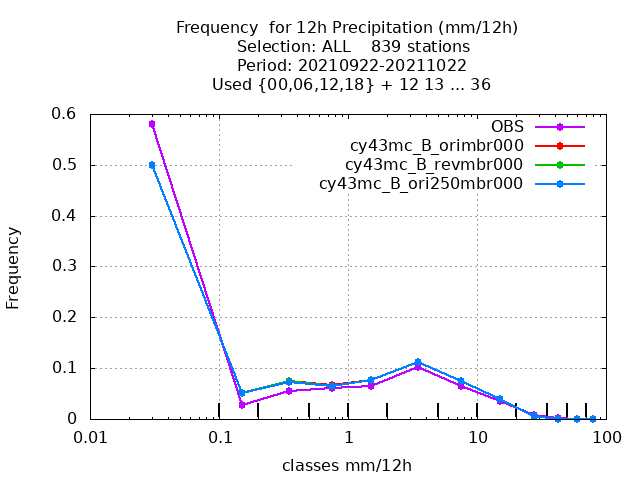 Frequency  for 12h Precipitation (mm/12h)
Selection: ALL    839 stations
Period: 20210922-20211022
Used {00,06,12,18} + 12 13 ... 36
OBS
cy43mc_B_orimbr000
cy43mc_B_revmbr000
cy43mc_B_ori250mbr000
Frequency
0.6
0.5
0.4
0.3
0.2
0.1
0
0.01 0.1 1 10 100
classes mm/12h